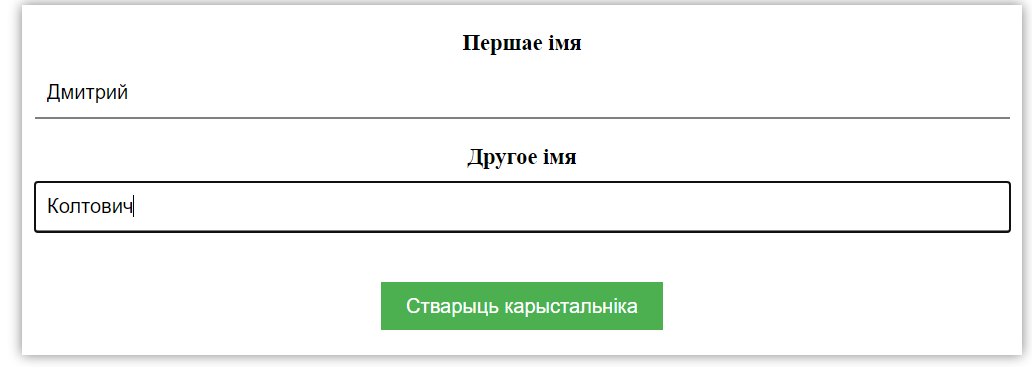 Першае імя
Дмитрий
Другое імя
Колтович
Стварыць карыстальніка